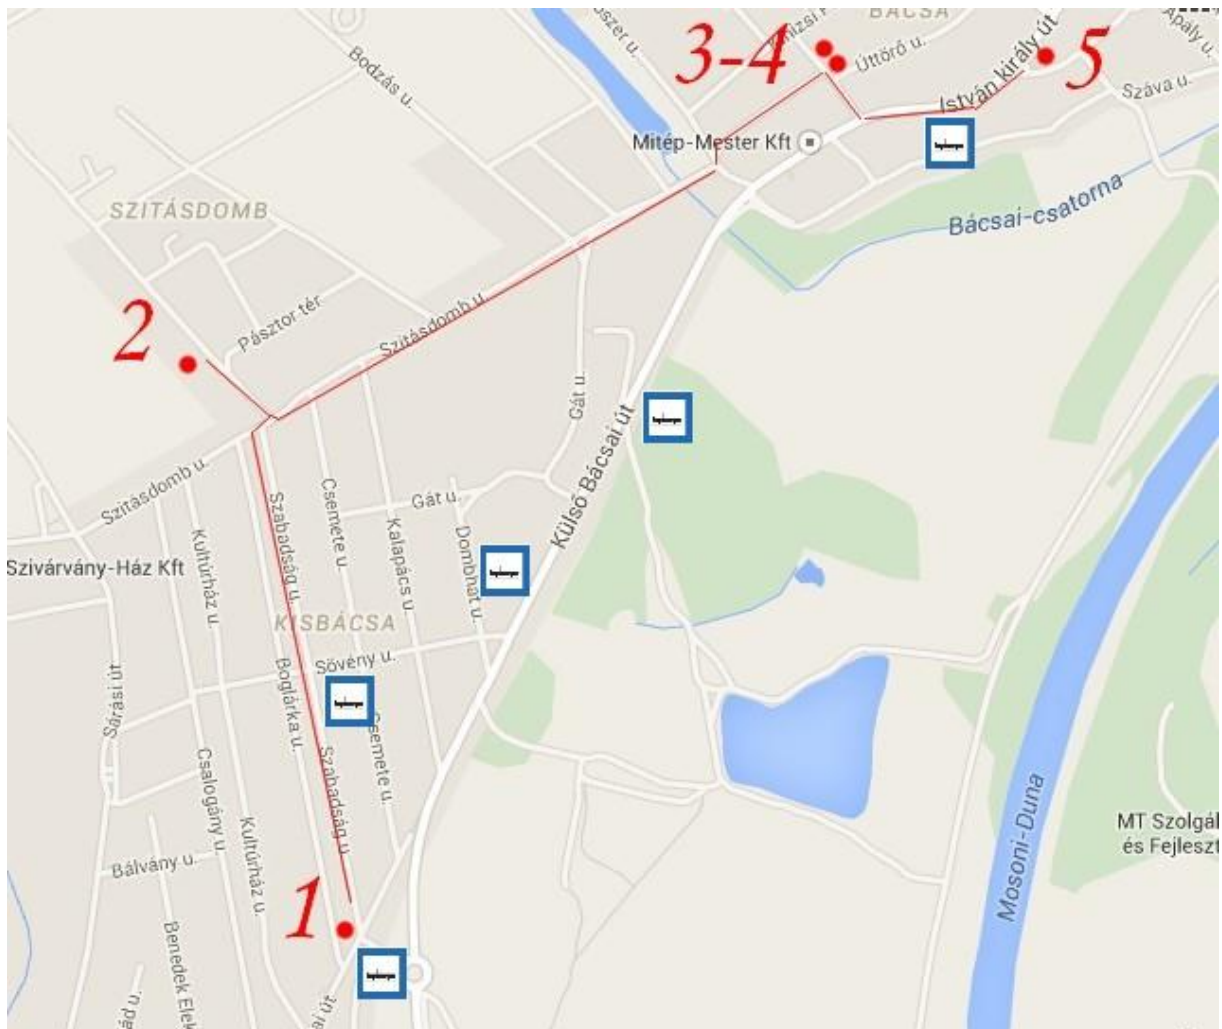 BÁCSA
3-4
Úttörő u.
István király út
5
Apály u.
Száva u.
Bodzás u.
Mitép-Mester Kft
SZITÁSDOMB
Bácsai-csatorna
2
Pásztor tér
Szitásdomb u.
Gát u.
Külső Bácsai út
Szitásdomb u.
Szabadság u.
Csemete u.
Gát u.
Kalapács u.
Dombhát u.
Kultúrház u.
Szivárvány-Ház Kft
KISBÁCSA
Sövény u.
Sárási út
Boglárka u.
Csemete u.
Szabadság u.
Csalogány u.
Kultúrház u.
Bálvány u.
Mosoni-Duna
MT Szolgál
és Fejleszt
1
Benedek Elek
ai út